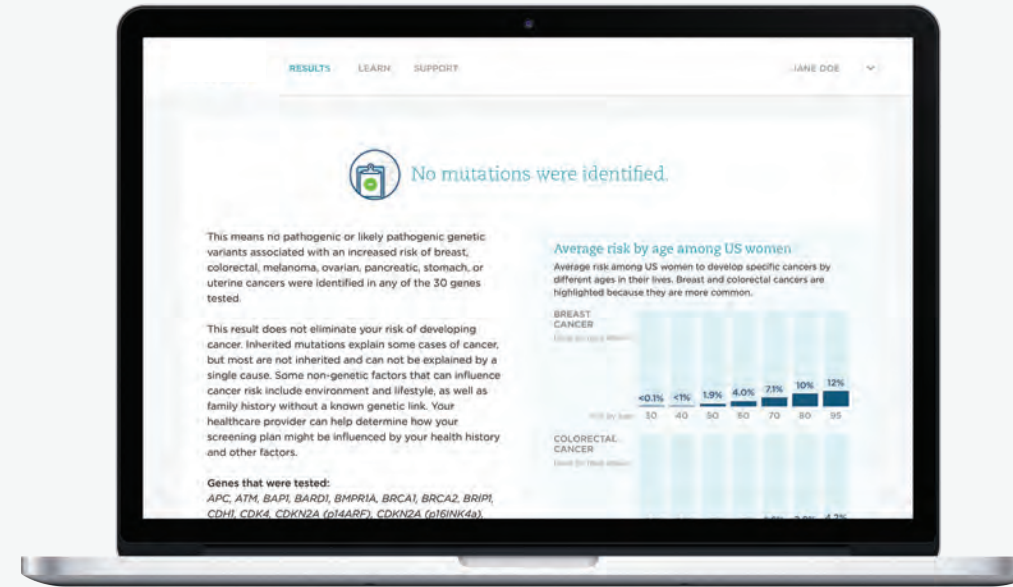 RESULTS LEARN SUPPORT JANE DOE
No mutations were identified.
This means no pathogenic or likely pathogenic genetic
variants associated with an increased risk of breast,
colorectal, melanoma, ovarian, pancreatic, stomach, or
uterine cancers were identified in any of the 30 genes
tested.
This result does not eliminate your risk of developing
cancer. Inherited mutations explain some cases of cancer,
but most are not inherited and can not be explained by a
single cause. Some non-genetic factors that can influence
cancer risk include environment and lifestyle, as well as
family history without a known genetic link. Your
healthcare provider can help determine how your
screening plan might be influenced by your health history
and other factors.
Genes that were tested:
APC, ATM, BAP1, BARD1, BMPR1A, BRCA1, BRCA2, BRIP1,
CDH1, CDK4, CDKN2A (p14ARF), CDKN2A (p16INK4a),
Average risk by age among US women
Average risk among US women to develop specific cancers by
different ages in their lives. Breast and colorectal cancers are
highlighted because they are more common.
BREAST
CANCER
<0.1% <1% 1.9% 4.0% 7.1% 10% 12%
30 40 50 60 70 80 95
COLORECTAL
CANCER
4.2%